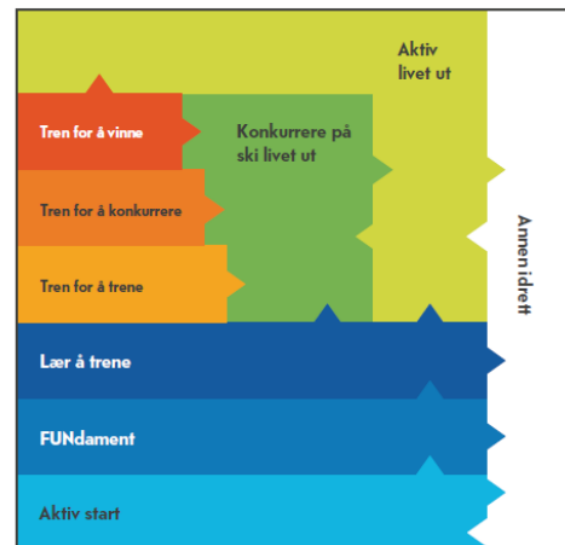 Aktiv
livet ut
Tren for å vinne
Konkurrere på
ski livet ut
Tren for å konkurrere
Tren for å trene
Annen idrett
Lær å trene
FUNdament
Aktiv start